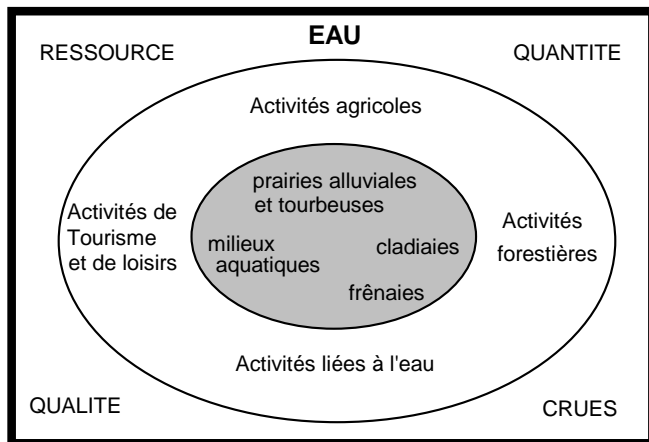 EAU
RESSOURCE
QUANTITE
Activités agricoles
prairies alluviales
et tourbeuses
Activités de
Tourisme
et de loisirs
milieux
aquatiques
cladiaies
frênaies
Activités
forestières
Activités liées à l'eau
QUALITE
CRUES